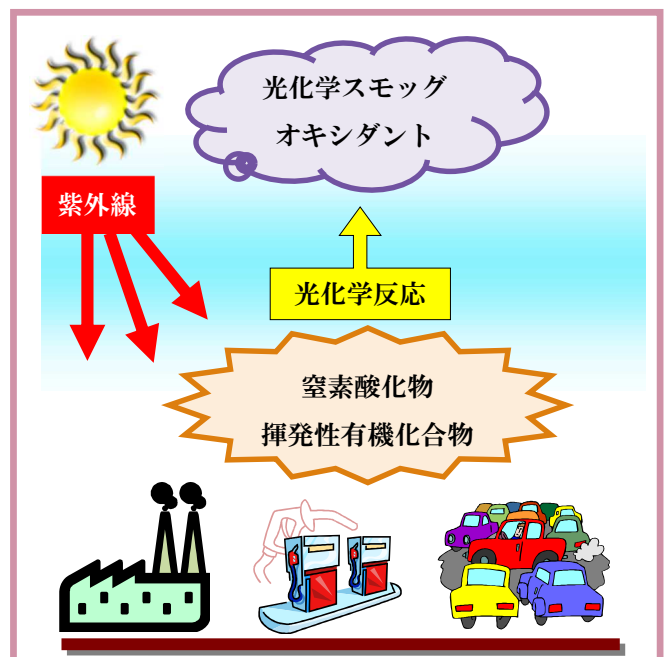 光化学スモッグ
オキシダント
紫外線
光化学反応
窒素酸化物
揮発性有機化合物